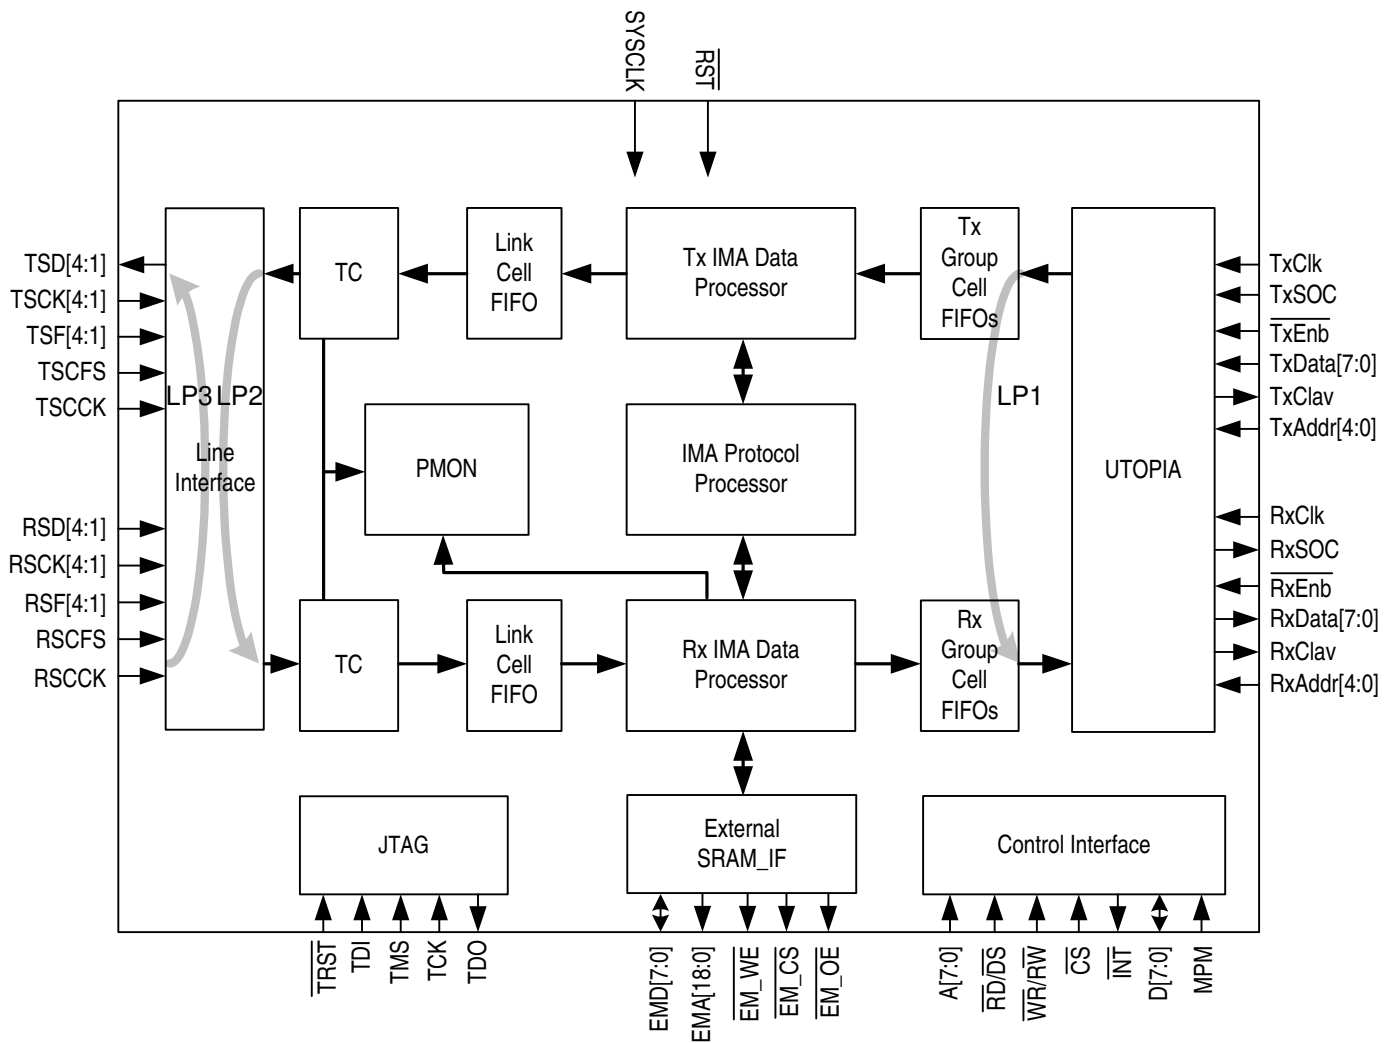 SYSCLK
RST
TSD[4:1]
TSCK[4:1]
TSF[4:1]
TSCFS
TSCCK
RSD[4:1]
RSCK[4:1]
RSF[4:1]
RSCFS
RSCCK
LP3 LP2
Line
Interface
TC
Link
Cell
FIFO
Tx IMA Data
Processor
Tx
Group
Cell
FIFOs
LP1
UTOPIA
PMON
IMA Protocol
Processor
TC
Link
Cell
FIFO
Rx IMA Data
Processor
Rx
Group
Cell
FIFOs
TxClk
TxSOC
TxEnb
TxData[7:0]
TxClav
TxAddr[4:0]
RxClk
RxSOC
RxEnb
RxData[7:0]
RxClav
RxAddr[4:0]
JTAG
External
SRAM_IF
Control Interface
TRST
TDI
TMS
TCK
TDO
EMD[7:0]
EMA[18:0]
EM_WE
EM_CS
EM_OE
A[7:0]
RD/DS
WR/RW
CS
INT
D[7:0]
MPM